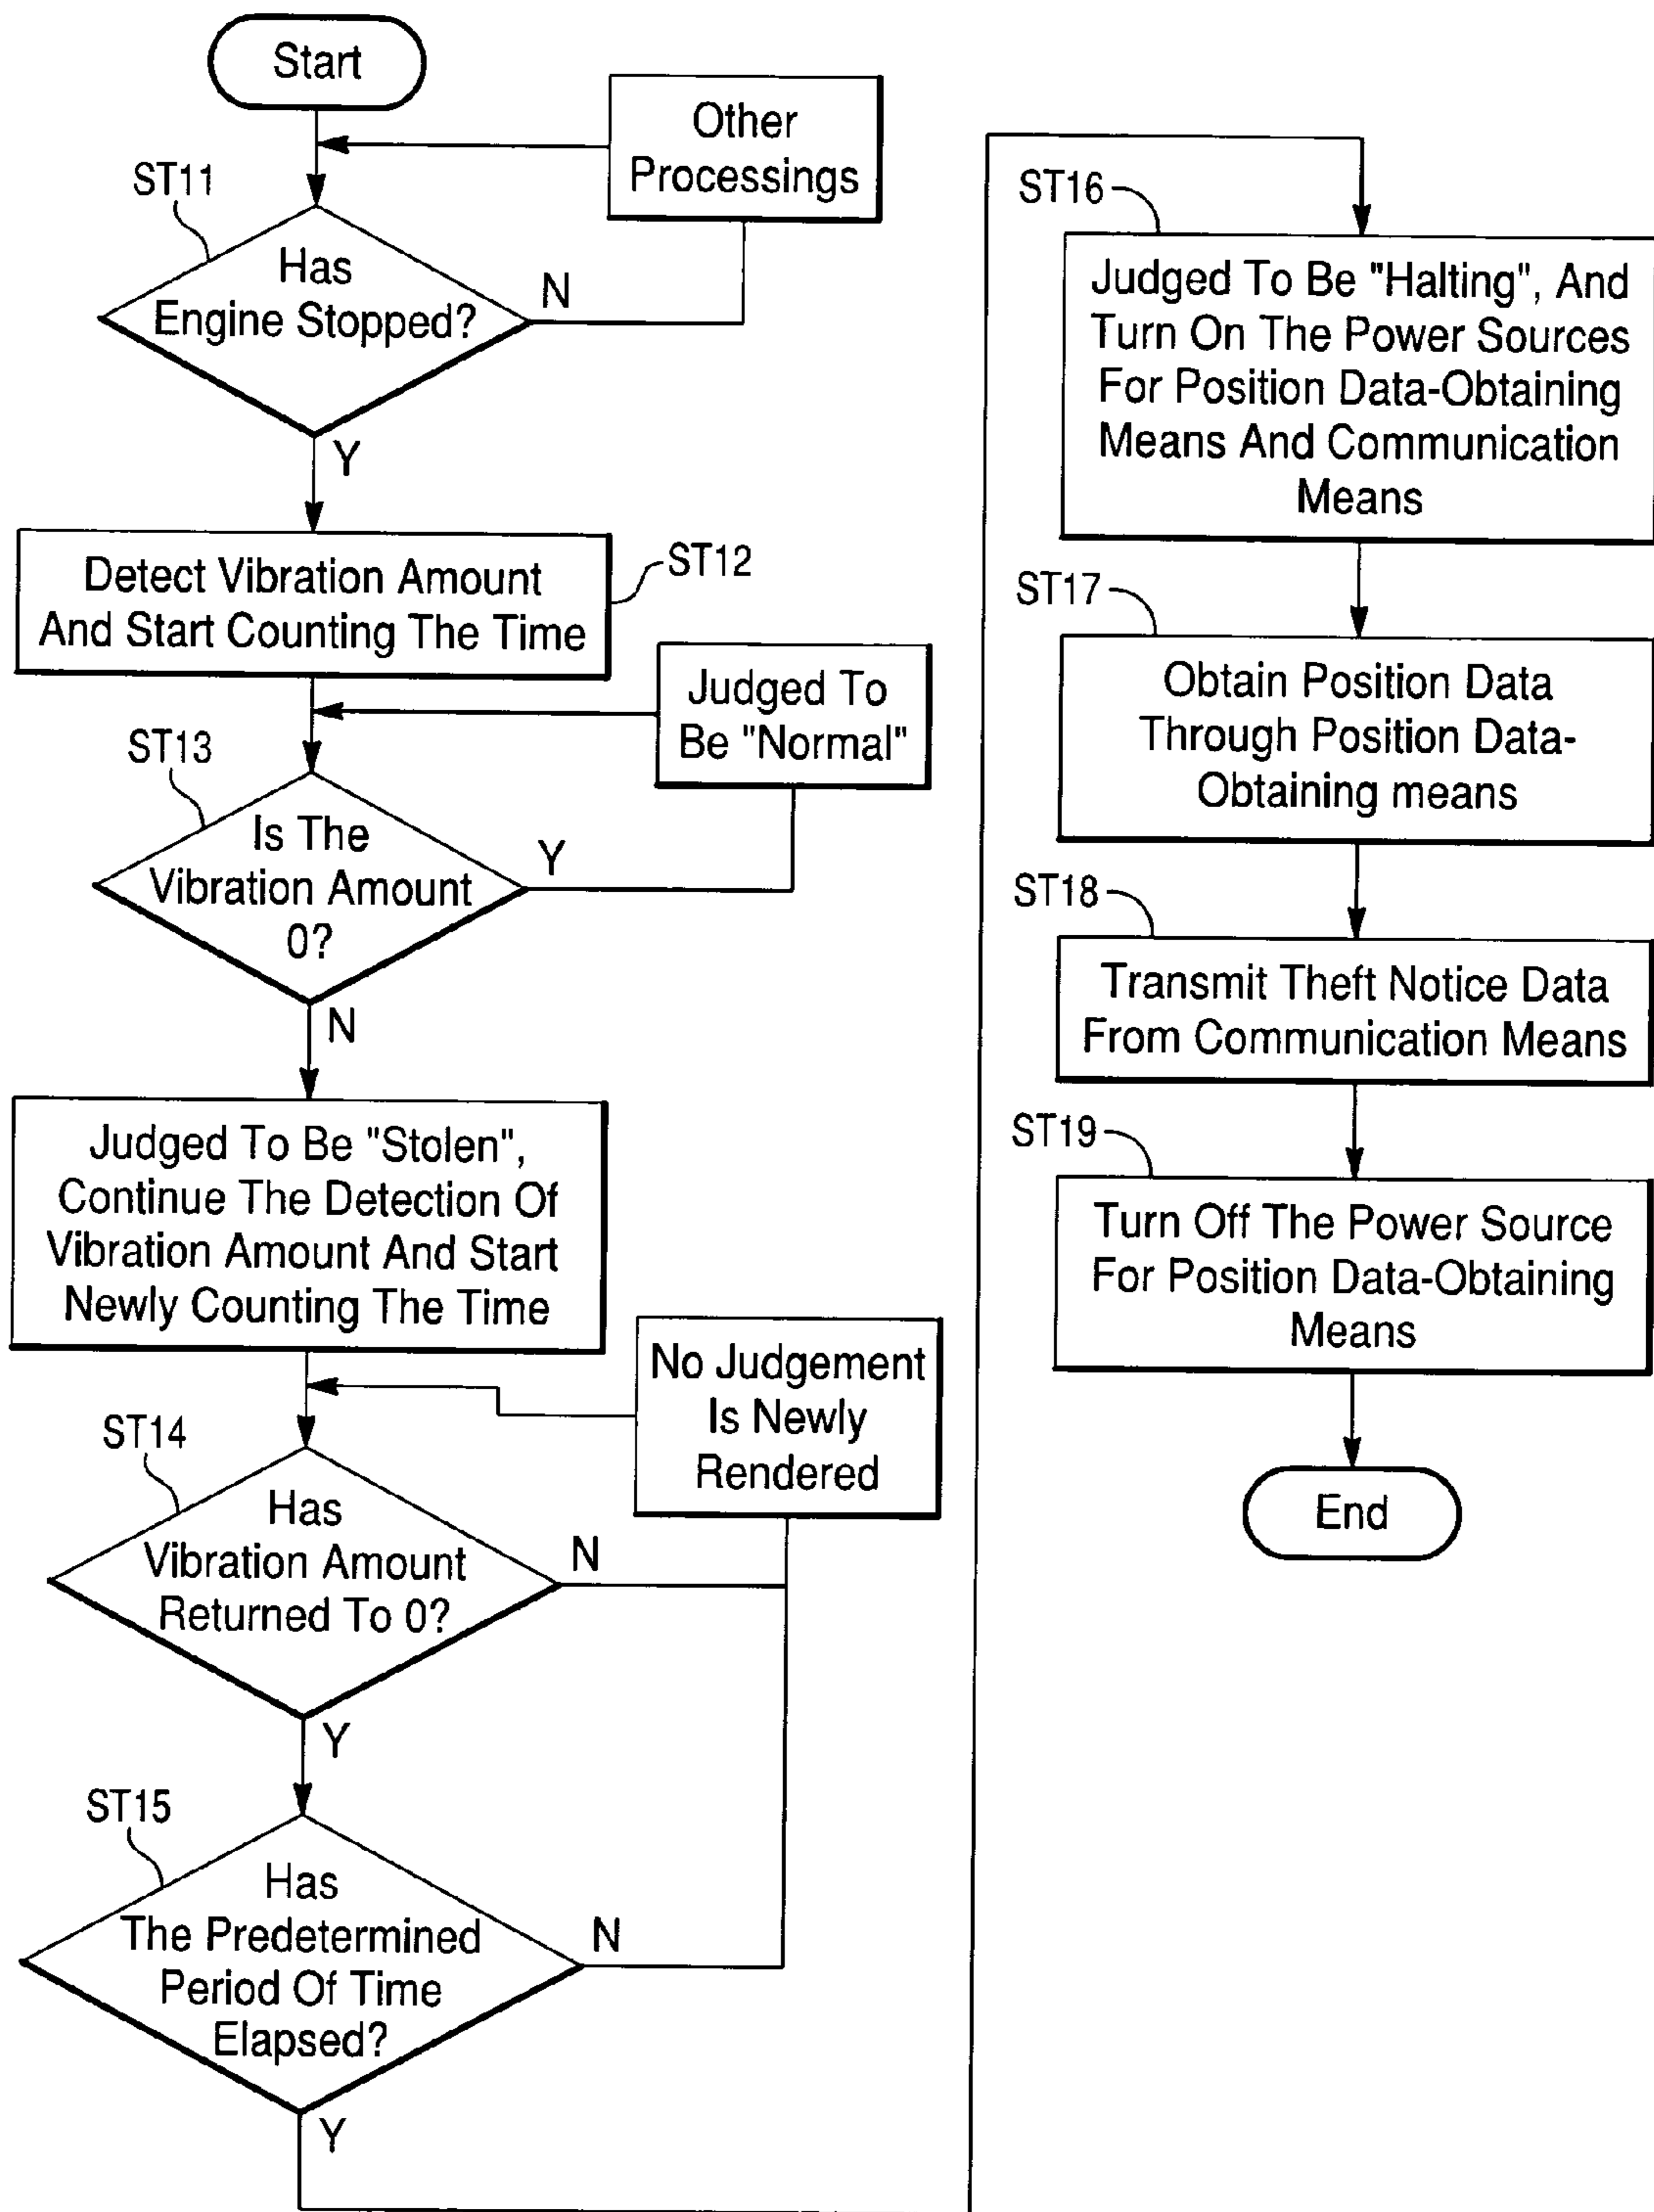 Start
Other
Processings
ST11
Has
Engine Stopped?
N
Y
Detect Vibration Amount
And Start Counting The Time
ST12
Judged To
Be "Normal"
ST13
Is The
Vibration Amount
0?
Y
N
Judged To Be "Stolen",
Continue The Detection Of
Vibration Amount And Start
Newly Counting The Time
No Judgement
Is Newly
Rendered
ST14
Has
Vibration Amount
Returned To 0?
N
Y
ST15
Has
The Predetermined
Period Of Time
Elapsed?
N
Y
ST16
Judged To Be "Halting", And
Turn On The Power Sources
For Position Data-Obtaining
Means And Communication
Means
ST17
Obtain Position Data
Through Position Data-
Obtaining means
ST18
Transmit Theft Notice Data
From Communication Means
ST19
Turn Off The Power Source
For Position Data-Obtaining
Means
End